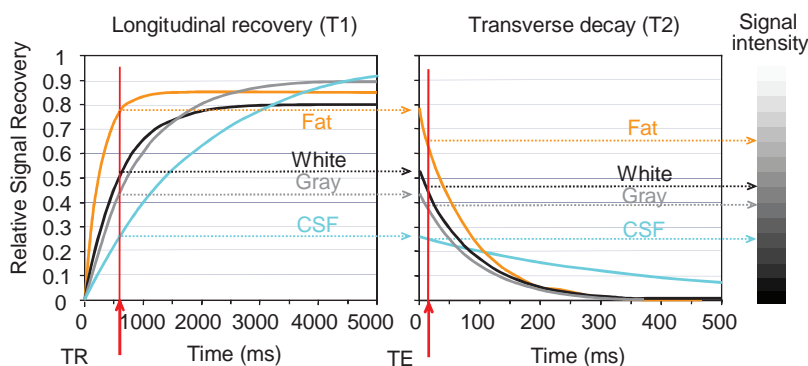 Longitudinal recovery (T1)
Transverse decay (T2)
Signal
intensity
Relative Signal Recovery
1
0.9
0.8
0.7
0.6
0.5
0.4
0.3
0.2
0.1
0
Fat
White
Gray
CSF
Fat
White
Gray
CSF
0 1000 2000 3000 4000 5000
0 100 200 300 400 500
TR
Time (ms)
TE
Time (ms)